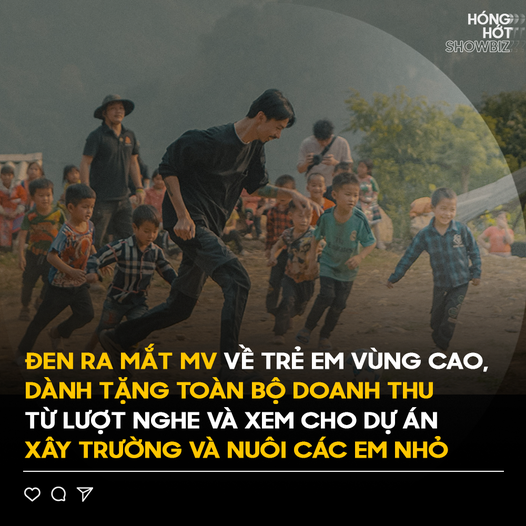 HÓNG
HỚT
SHOWBIZ
ĐEN RA MẮT MV VỀ TRẺ EM VÙNG CAO,
DÀNH TẶNG TOÀN BỘ DOANH THU
TỪ LƯỢT NGHE VÀ XEM CHO DỰ ÁN
XÂY TRƯỜNG VÀ NUÔI CÁC EM NHỎ